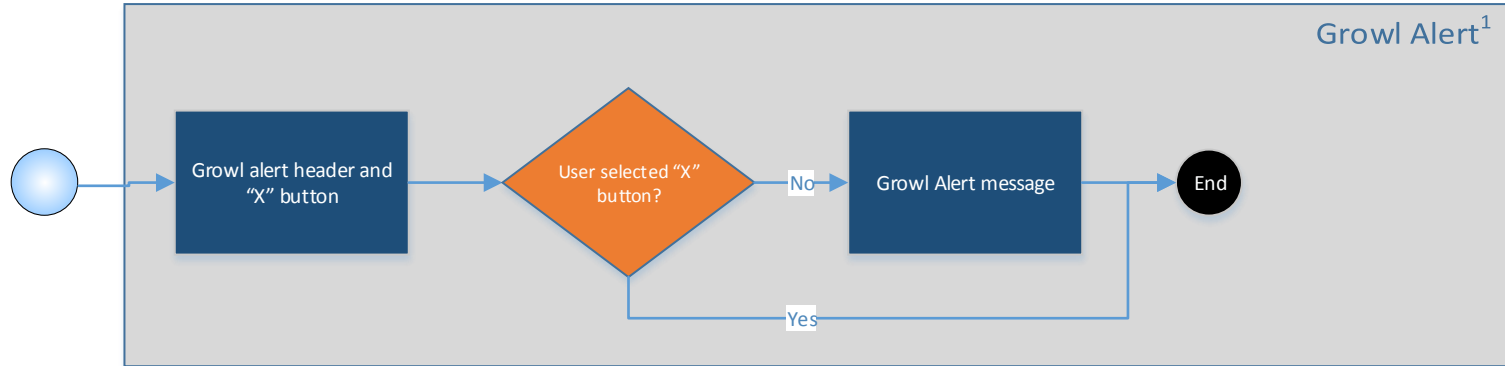 Growl Alert¹
Growl alert header and
“X” button
User selected “X”
button?
No
Growl Alert message
End
Yes